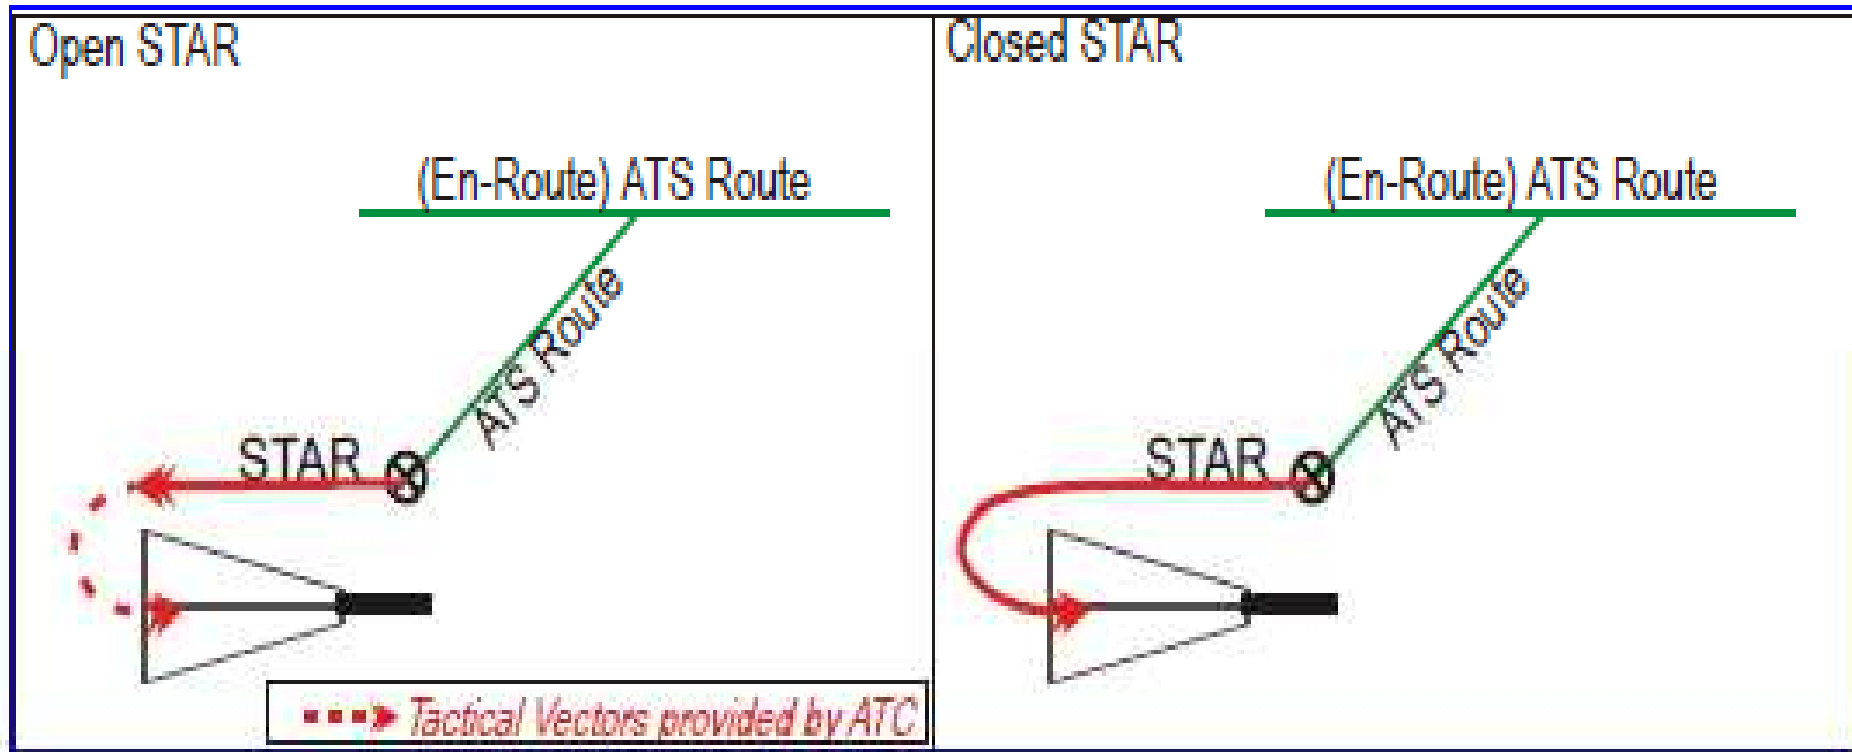 Open STAR
(En-Route) ATS Route
ATS Route
STAR
Tactical Vectors provided by ATC
Closed STAR
(En-Route) ATS Route
ATS Route
STAR